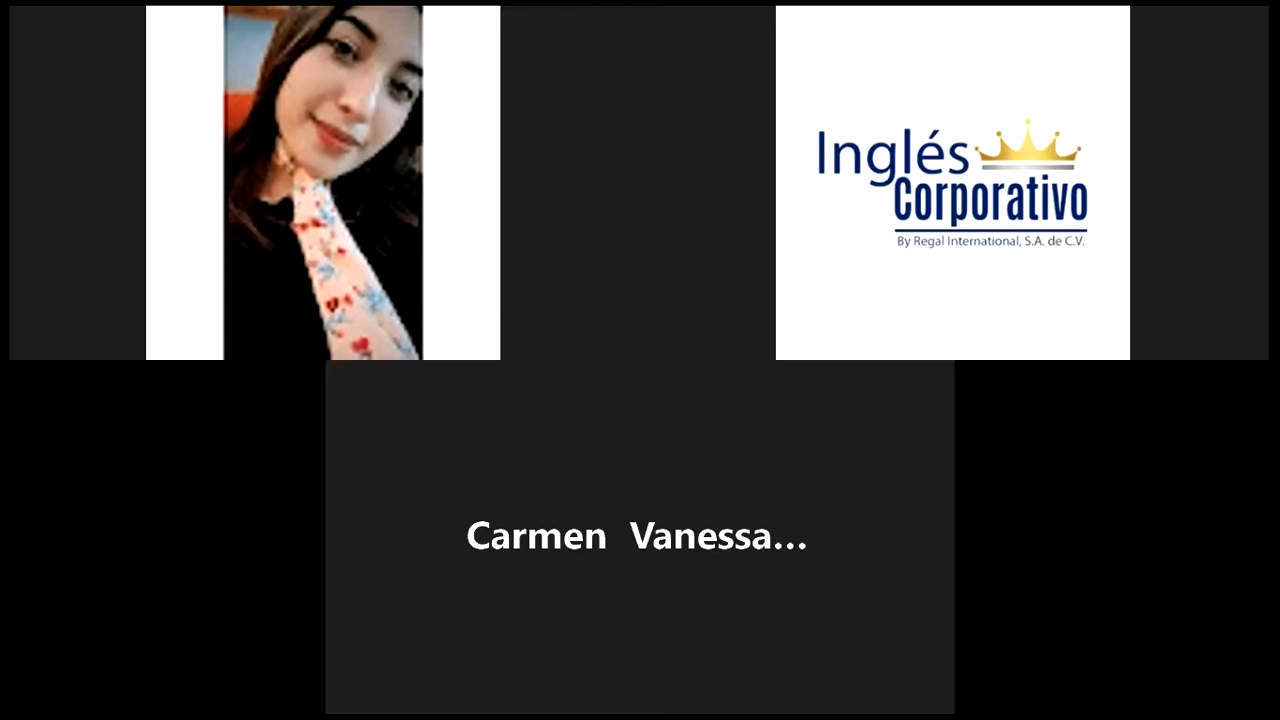 Inglés
Corporativo
By Regal International, S.A. de C.V.
Carmen Vanessa...